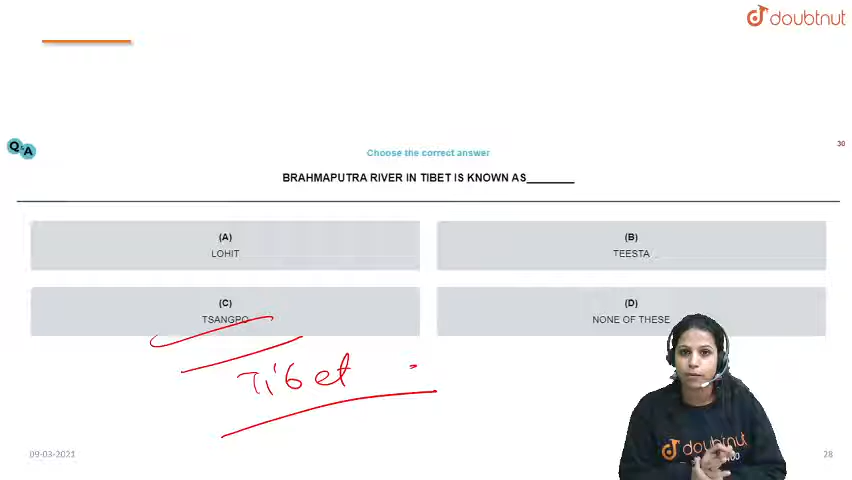 doubtnut
Q&A
30
Choose the correct answer
BRAHMAPUTRA RIVER IN TIBET IS KNOWN AS________
(A)
LOHIT
(B)
TEESTA
(C)
TSANGPO
(D)
NONE OF THESE
Tibet
doubtnut
09-03-2021
28